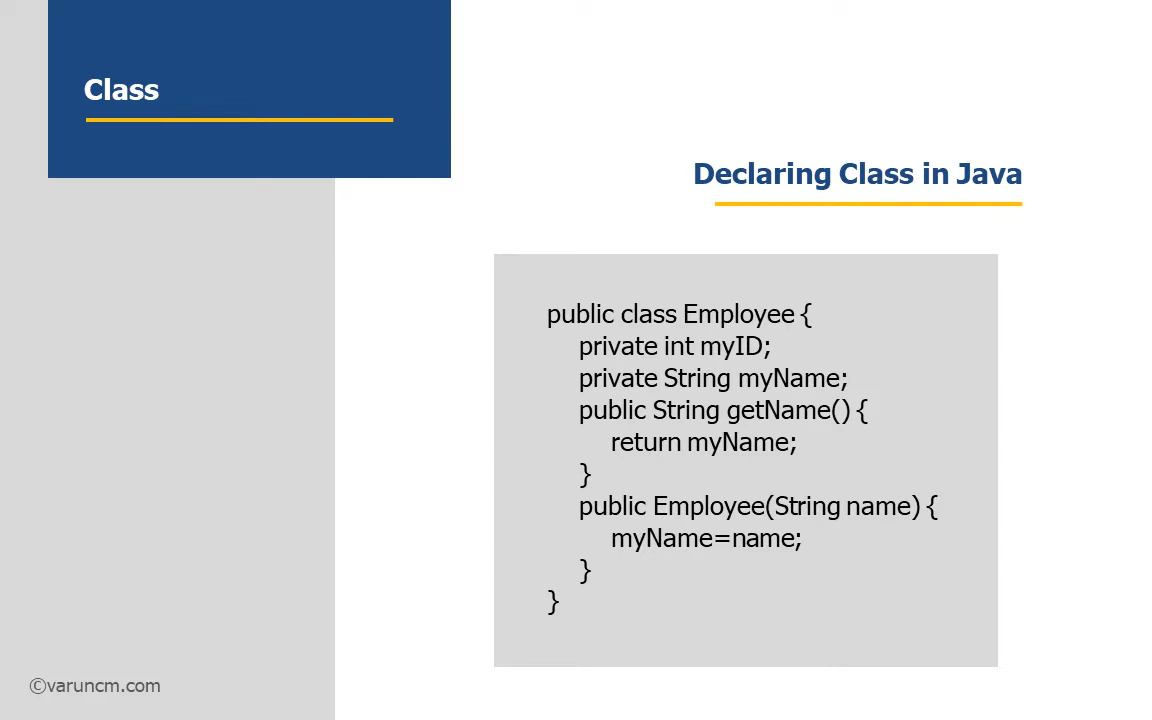 Class
Declaring Class in Java
public class Employee {
private int myID;
private String myName;
public String getName() {
return myName;
}
public Employee(String name) {
myName=name;
}
}
©varuncm.com